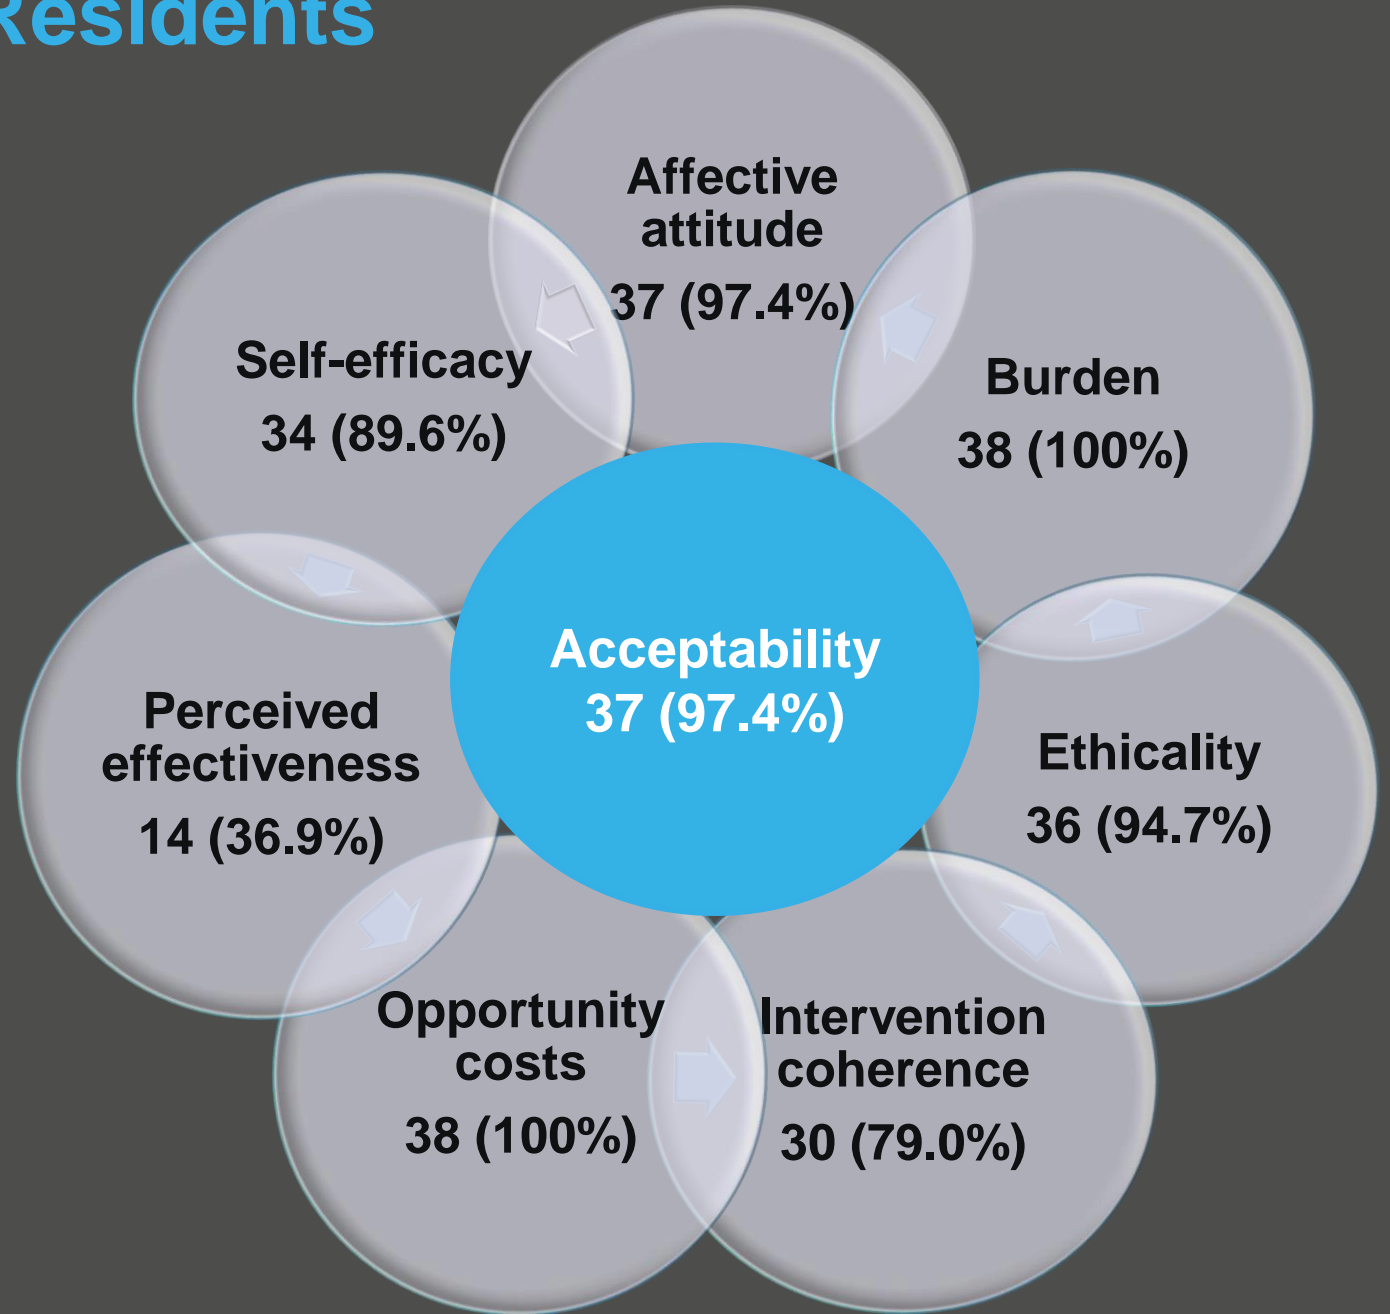 Residents
Affective
attitude
37 (97.4%)
Self-efficacy
34 (89.6%)
Burden
38 (100%)
Acceptability
37 (97.4%)
Perceived
effectiveness
14 (36.9%)
Ethicality
36 (94.7%)
Opportunity
costs
38 (100%)
Intervention
coherence
30 (79.0%)